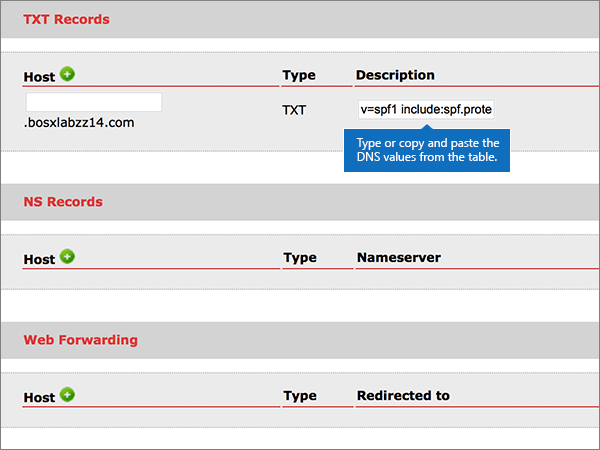 TXT Records
Host Type Description
.bosxlabzz14.com TXT v=spf1 include:spf.prote
Type or copy and paste the
DNS values from the table.
NS Records
Host Type Nameserver
Web Forwarding
Host Type Redirected to